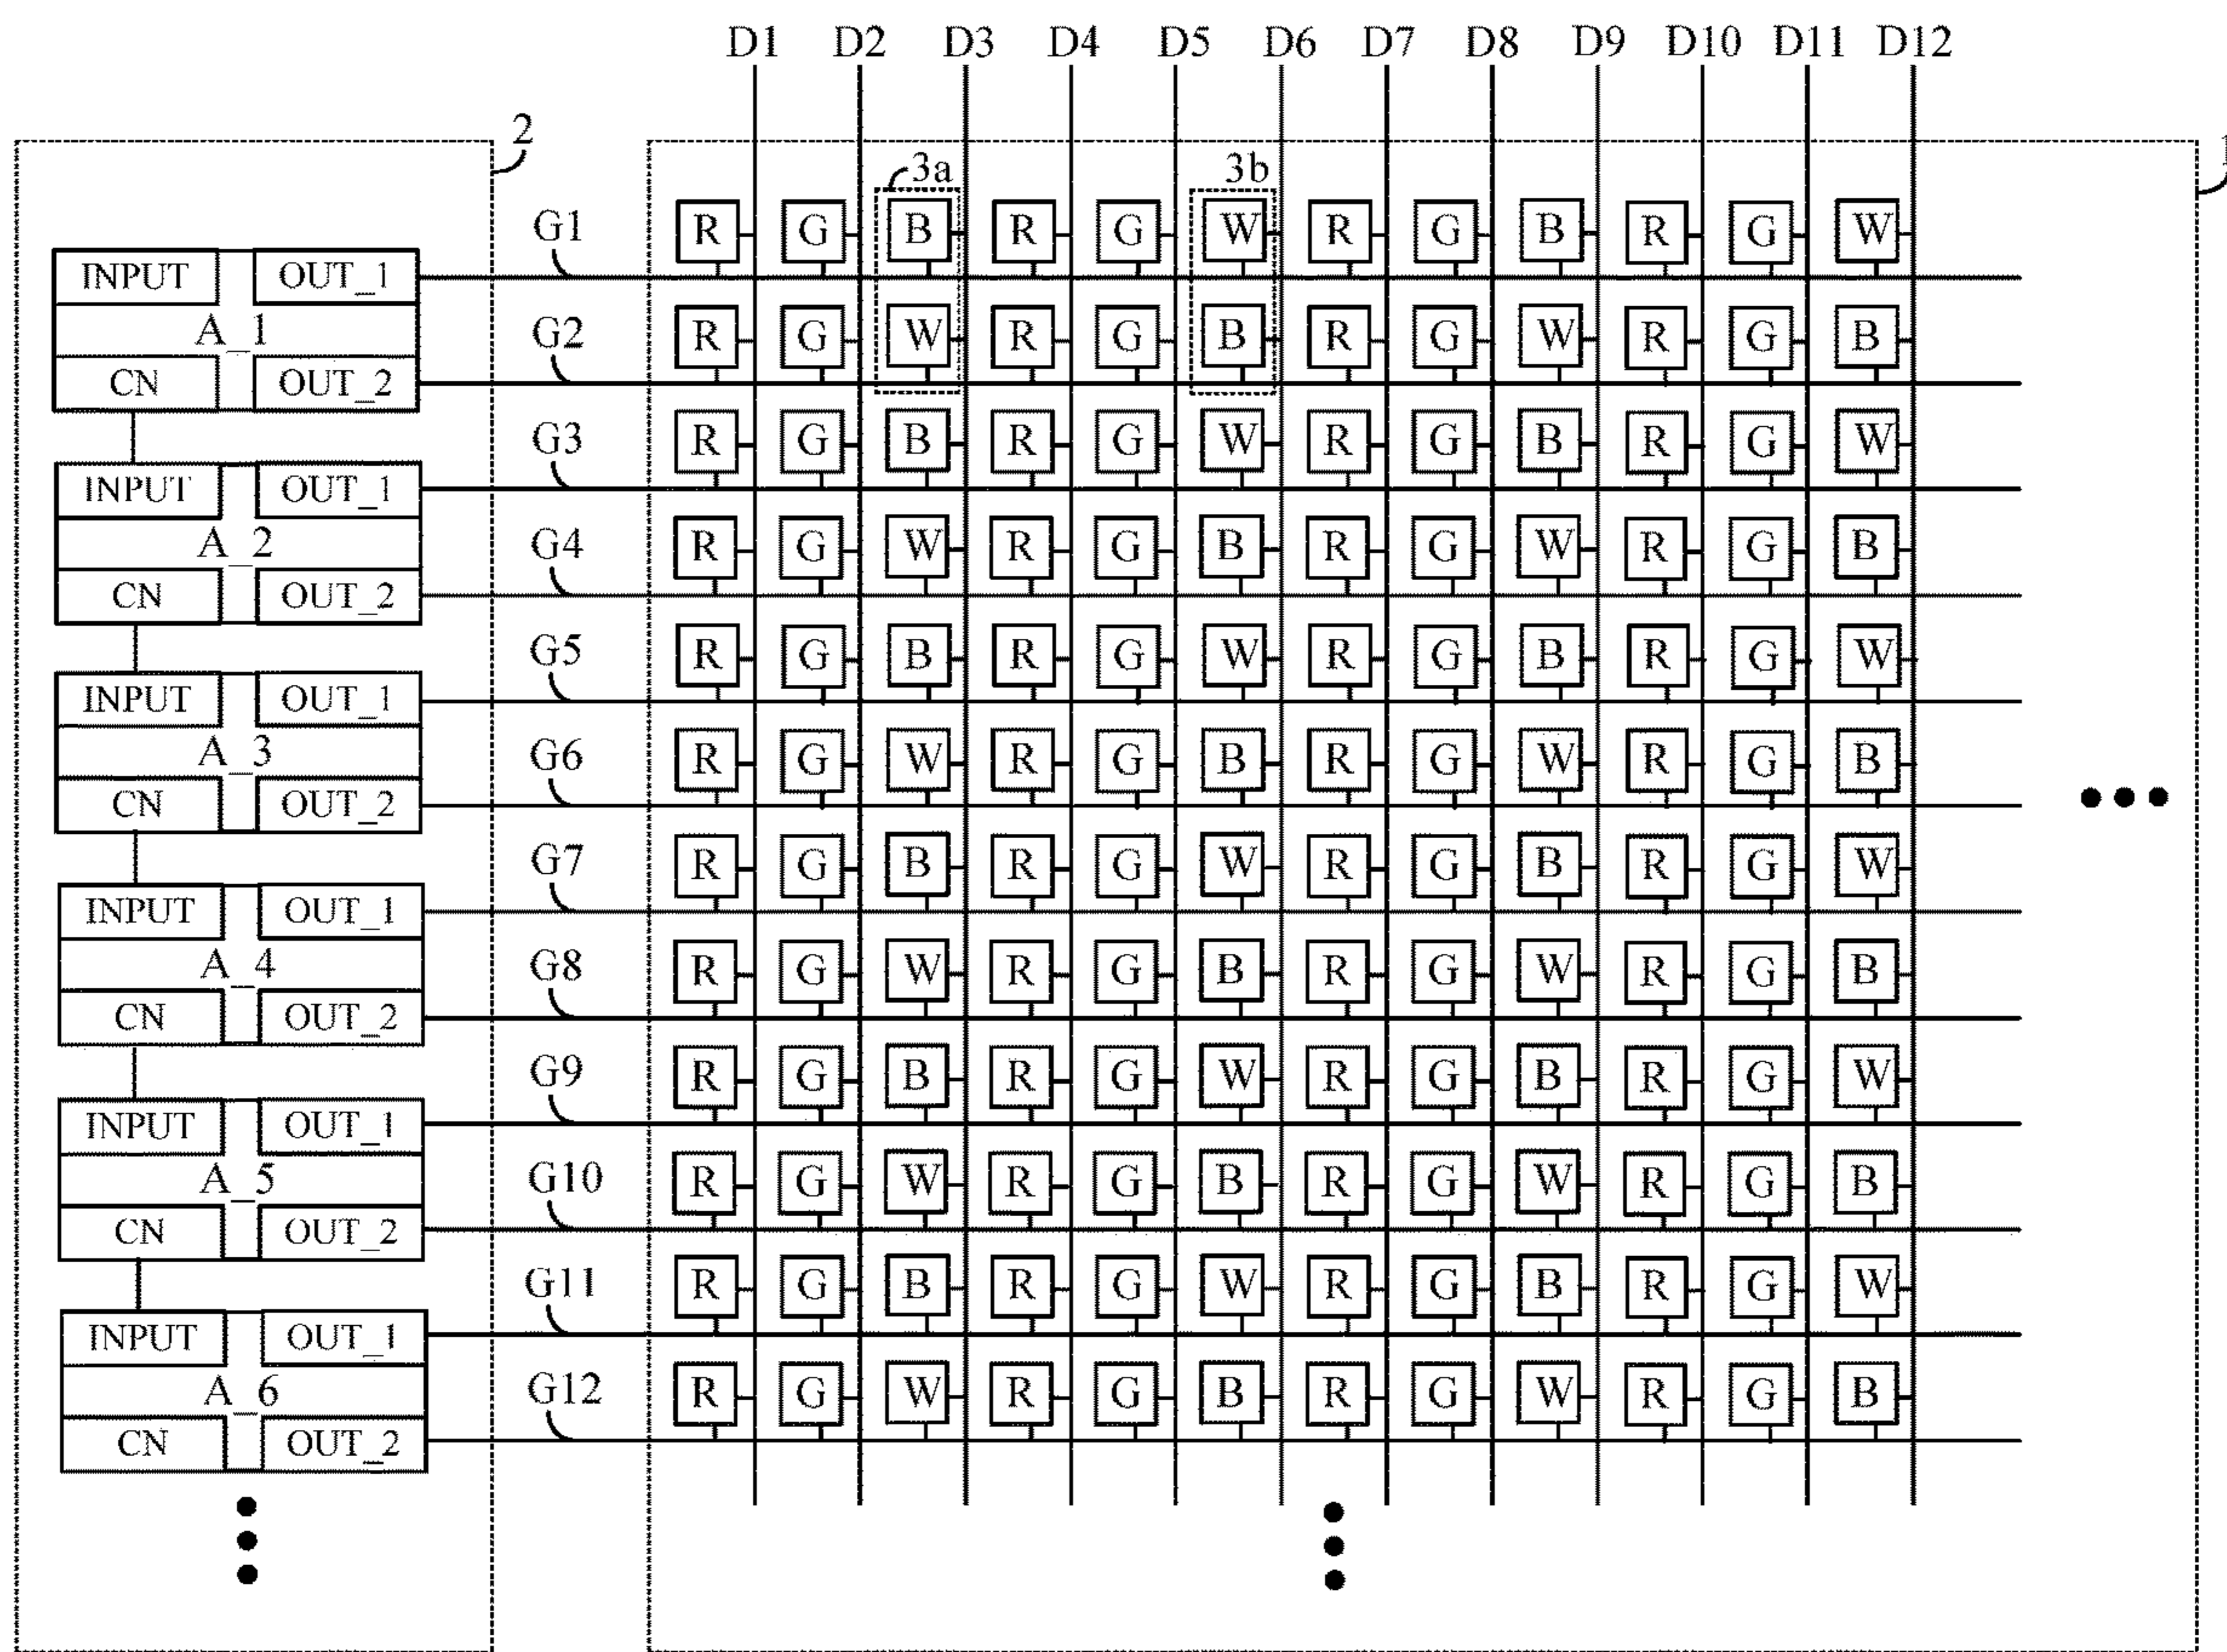 D1 D2 D3 D4 D5 D6 D7 D8 D9 D10 D11 D12
2 3a 3b 1
G1 R G B R G W R G B R G W
INPUT OUT_1
A_1
G2 R G W R G B R G W R G B
CN OUT_2
G3 R G B R G W R G B R G W
INPUT OUT_1
A_2
G4 R G W R G B R G W R G B
CN OUT_2
G5 R G B R G W R G B R G W
INPUT OUT_1
A_3
G6 R G W R G B R G W R G B
CN OUT_2
G7 R G B R G W R G B R G W
INPUT OUT_1
A_4
G8 R G W R G B R G W R G B
CN OUT_2
G9 R G B R G W R G B R G W
INPUT OUT_1
A_5
G10 R G W R G B R G W R G B
CN OUT_2
G11 R G B R G W R G B R G W
INPUT OUT_1
A_6
G12 R G W R G B R G W R G B
CN OUT_2